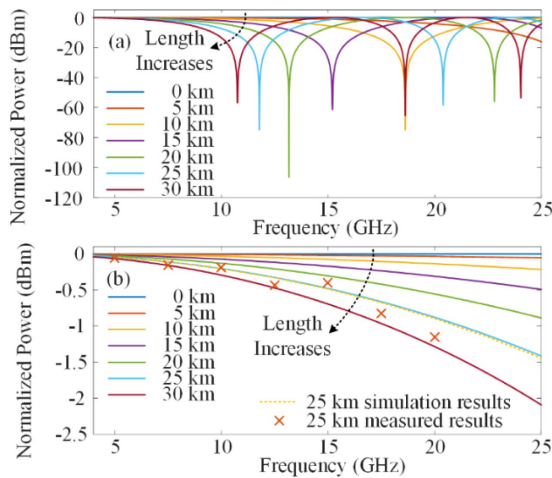 Normalized Power (dBm)
0
-20
-40
-60
-80
-100
-120
(a)
Length
Increases
0 km
5 km
10 km
15 km
20 km
25 km
30 km
5
10
15
20
25
Frequency (GHz)
Normalized Power (dBm)
0
-0.5
-1
-1.5
-2
-2.5
(b)
0 km
5 km
10 km
15 km
20 km
25 km
30 km
Length
Increases
25 km simulation results
25 km measured results
5
10
15
20
25
Frequency (GHz)